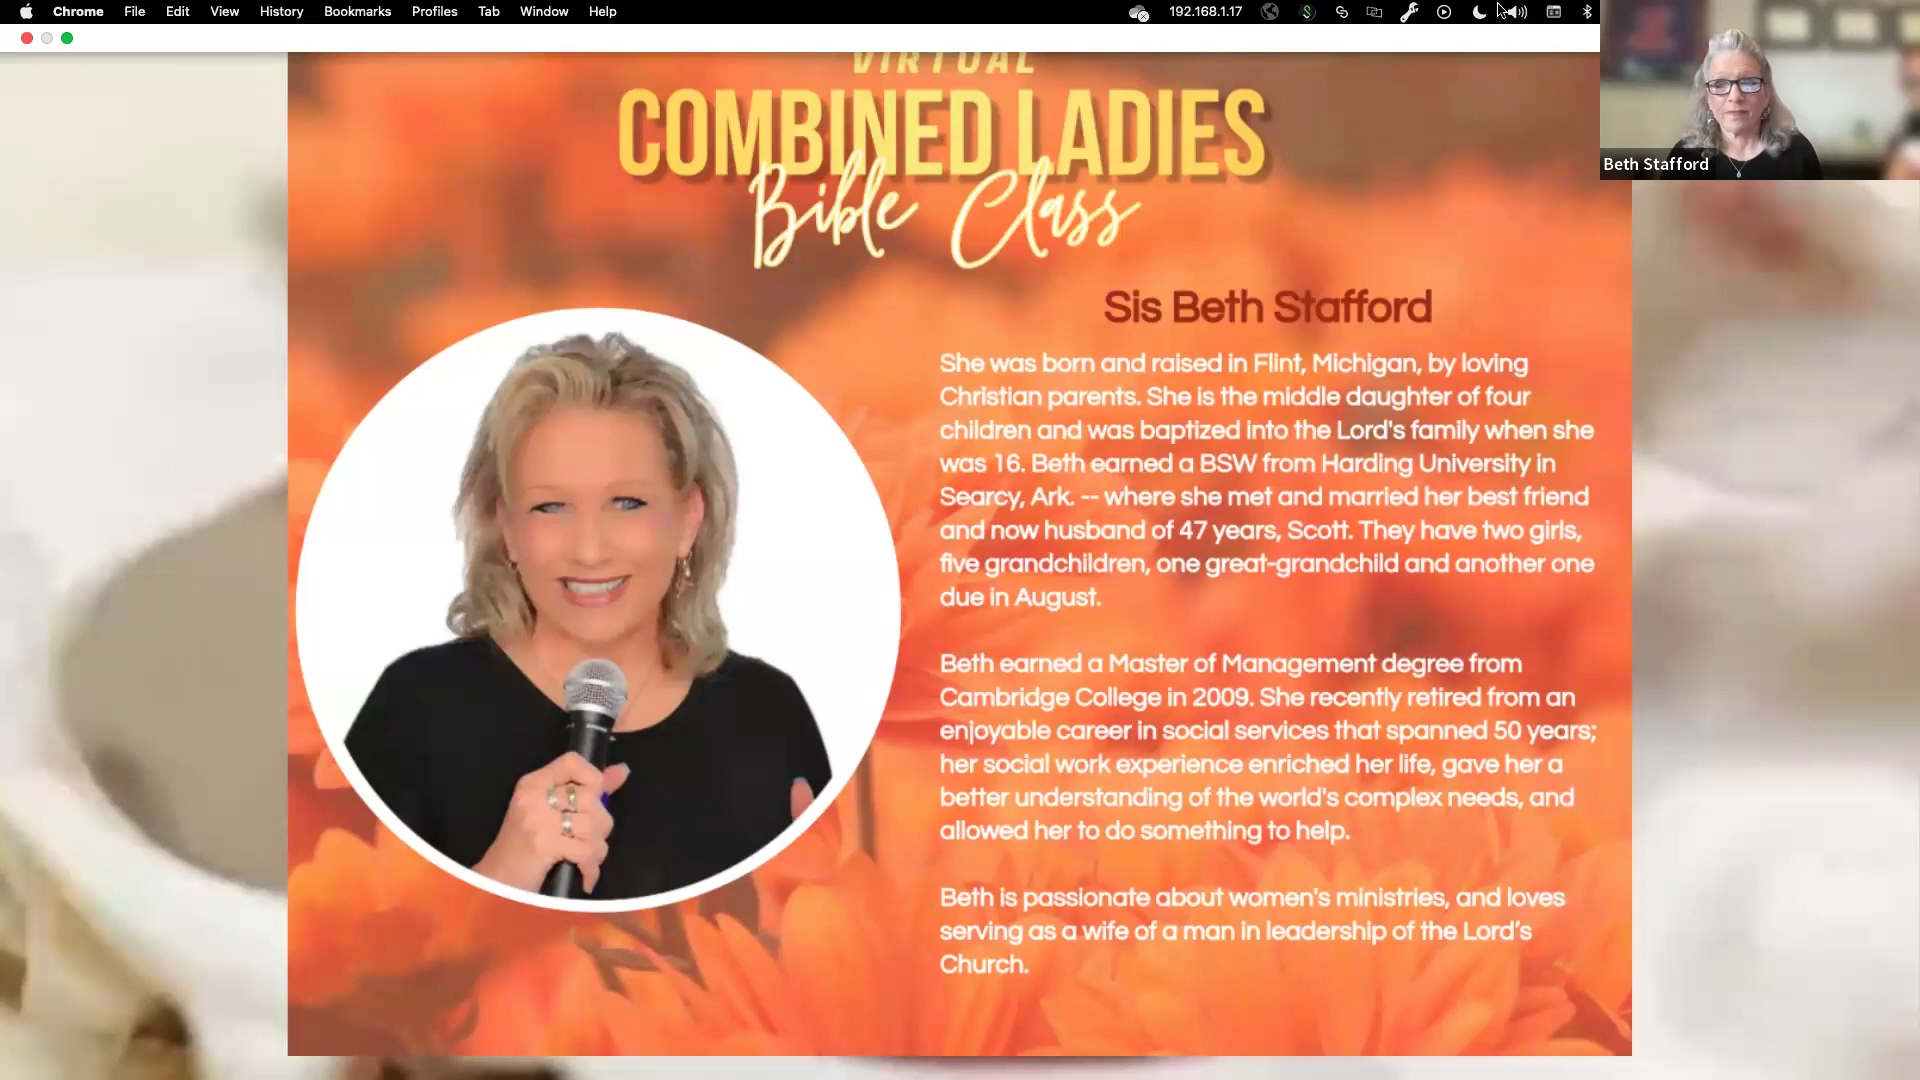 Chrome File Edit View History Bookmarks Profiles Tab Window Help 192.168.1.17
VIRTUAL
COMBINED LADIES
Bible Class
Beth Stafford
Sis Beth Stafford
She was born and raised in Flint, Michigan, by loving
Christian parents. She is the middle daughter of four
children and was baptized into the Lord's family when she
was 16. Beth earned a BSW from Harding University in
Searcy, Ark. -- where she met and married her best friend
and now husband of 47 years, Scott. They have two girls,
five grandchildren, one great-grandchild and another one
due in August.
Beth earned a Master of Management degree from
Cambridge College in 2009. She recently retired from an
enjoyable career in social services that spanned 50 years;
her social work experience enriched her life, gave her a
better understanding of the world's complex needs, and
allowed her to do something to help.
Beth is passionate about women's ministries, and loves
serving as a wife of a man in leadership of the Lord’s
Church.